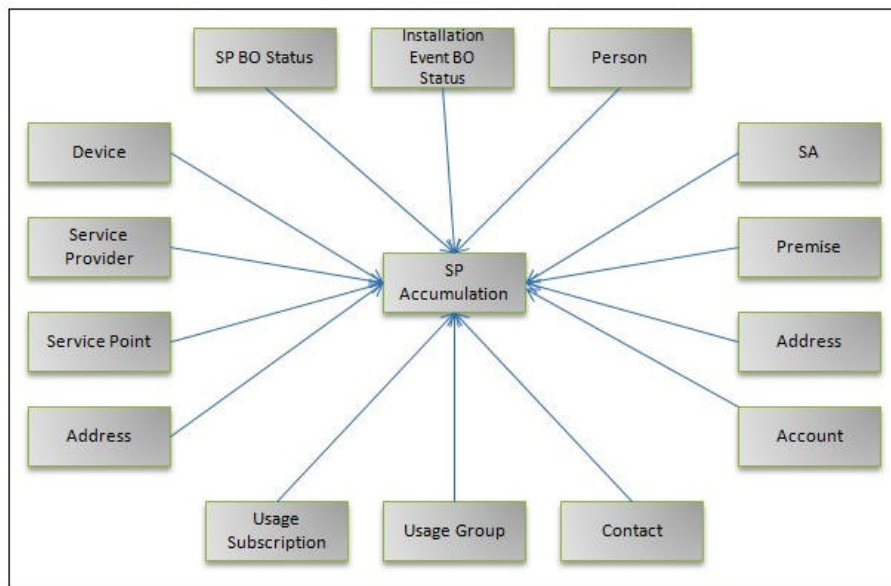 SP BO Status
Installation
Event BO
Status
Person
Device
SA
Service
Provider
Premise
SP
Accumulation
Service Point
Address
Address
Account
Usage
Subscription
Usage Group
Contact